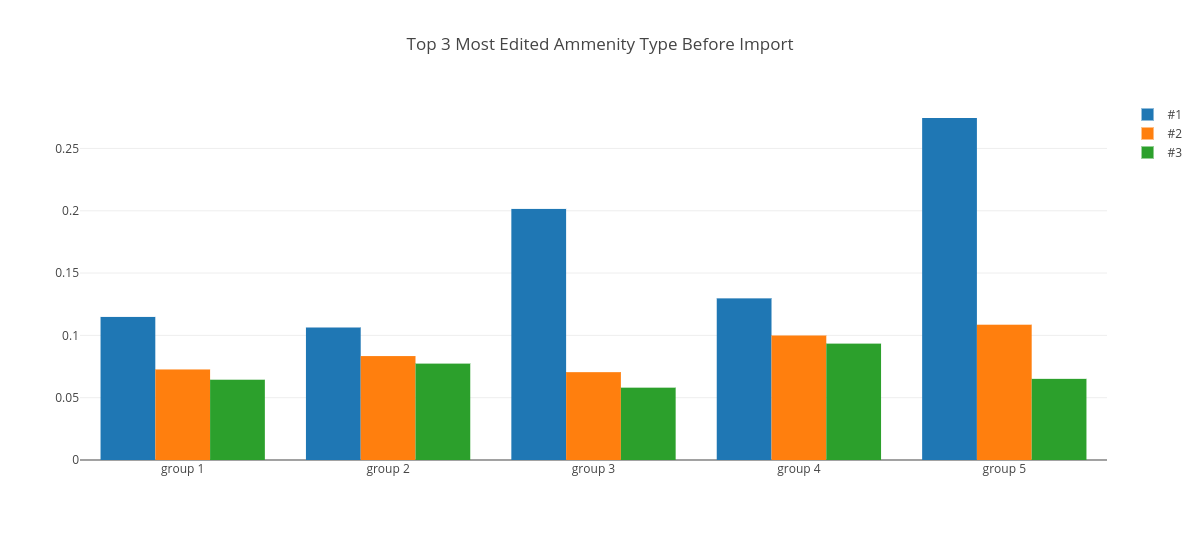 Top 3 Most Edited Ammenity Type Before Import
#1
#2
#3
0.25
0.2
0.15
0.1
0.05
0
group 1
group 2
group 3
group 4
group 5